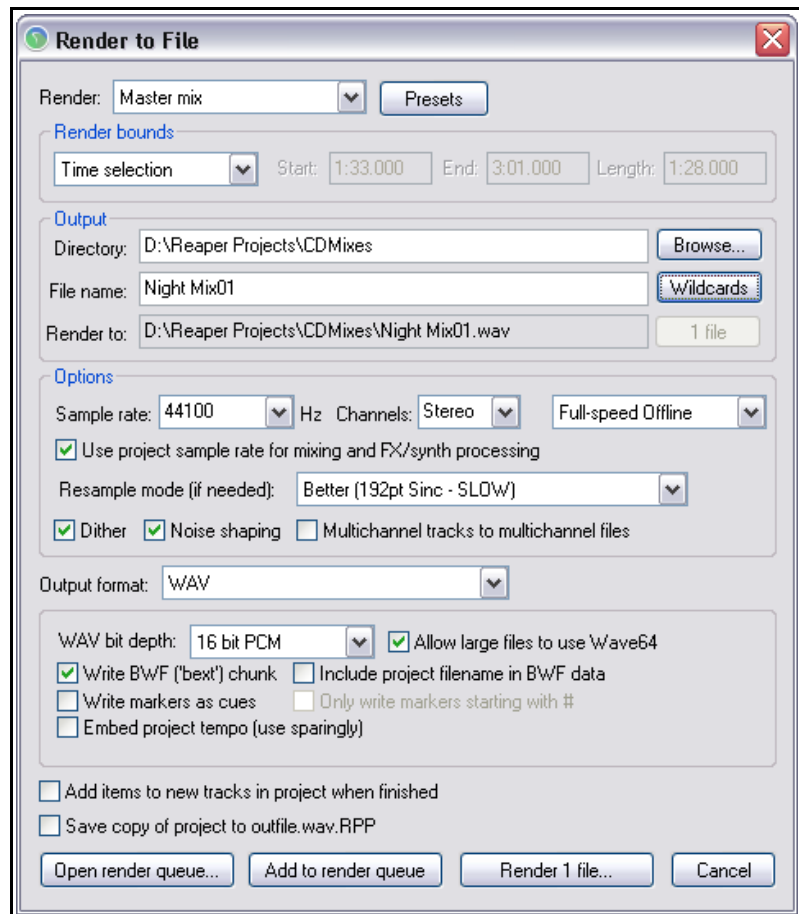 Render to File
Render: Master mix Presets
Render bounds
Time selection Start: 1:33.000 End: 3:01.000 Length: 1:28.000
Output
Directory: D:\Reaper Projects\CDMixes Browse...
File name: Night Mix01 Wildcards
Render to: D:\Reaper Projects\CDMixes\Night Mix01.wav 1 file
Options
Sample rate: 44100 Hz Channels: Stereo Full-speed Offline
Use project sample rate for mixing and FX/synth processing
Resample mode (if needed): Better (192pt Sinc - SLOW)
Dither Noise shaping Multichannel tracks to multichannel files
Output format: WAV
WAV bit depth: 16 bit PCM Allow large files to use Wave64
Write BWF ('bext') chunk Include project filename in BWF data
Write markers as cues Only write markers starting with #
Embed project tempo (use sparingly)
Add items to new tracks in project when finished
Save copy of project to outfile.wav.RPP
Open render queue... Add to render queue Render 1 file... Cancel